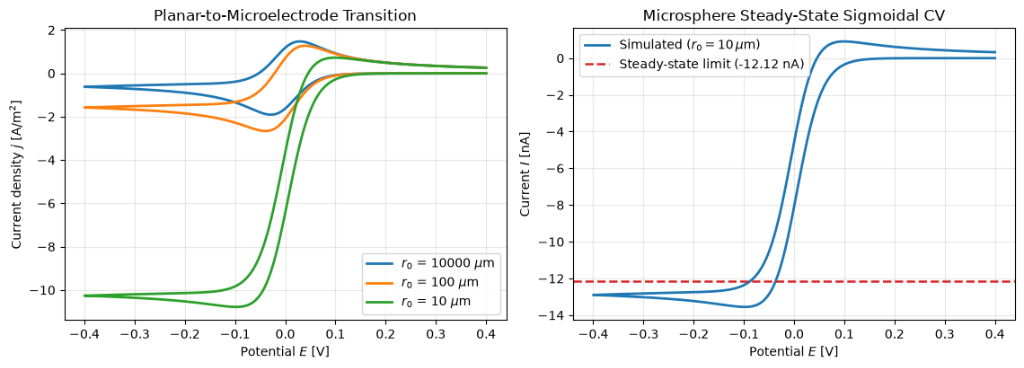 Planar-to-Microelectrode Transition
Current density j [A/m²]
2
0
−2
−4
−6
−8
−10
r₀ = 10000 μm
r₀ = 100 μm
r₀ = 10 μm
−0.4 −0.3 −0.2 −0.1 0.0 0.1 0.2 0.3 0.4
Potential E [V]
Microsphere Steady-State Sigmoidal CV
Current I [nA]
Simulated (r₀ = 10 μm)
Steady-state limit (-12.12 nA)
0
−2
−4
−6
−8
−10
−12
−14
−0.4 −0.3 −0.2 −0.1 0.0 0.1 0.2 0.3 0.4
Potential E [V]